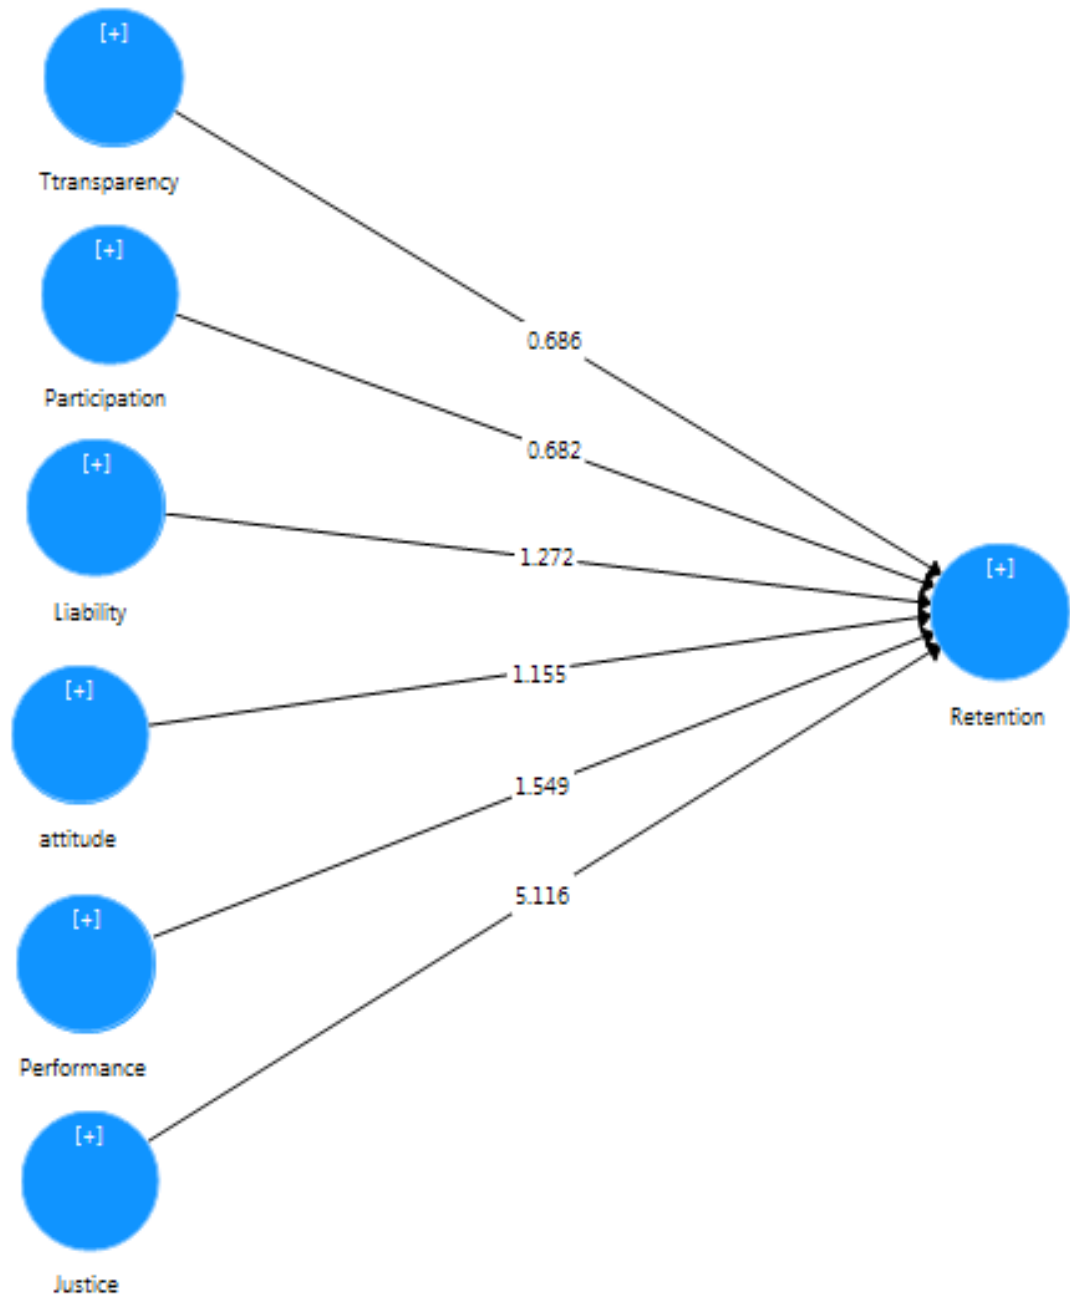 [+]
Ttransparency
[+]
Participation
[+]
Liability
[+]
attitude
[+]
Performance
[+]
Justice
0.686
0.682
1.272
1.155
1.549
5.116
[+]
Retention